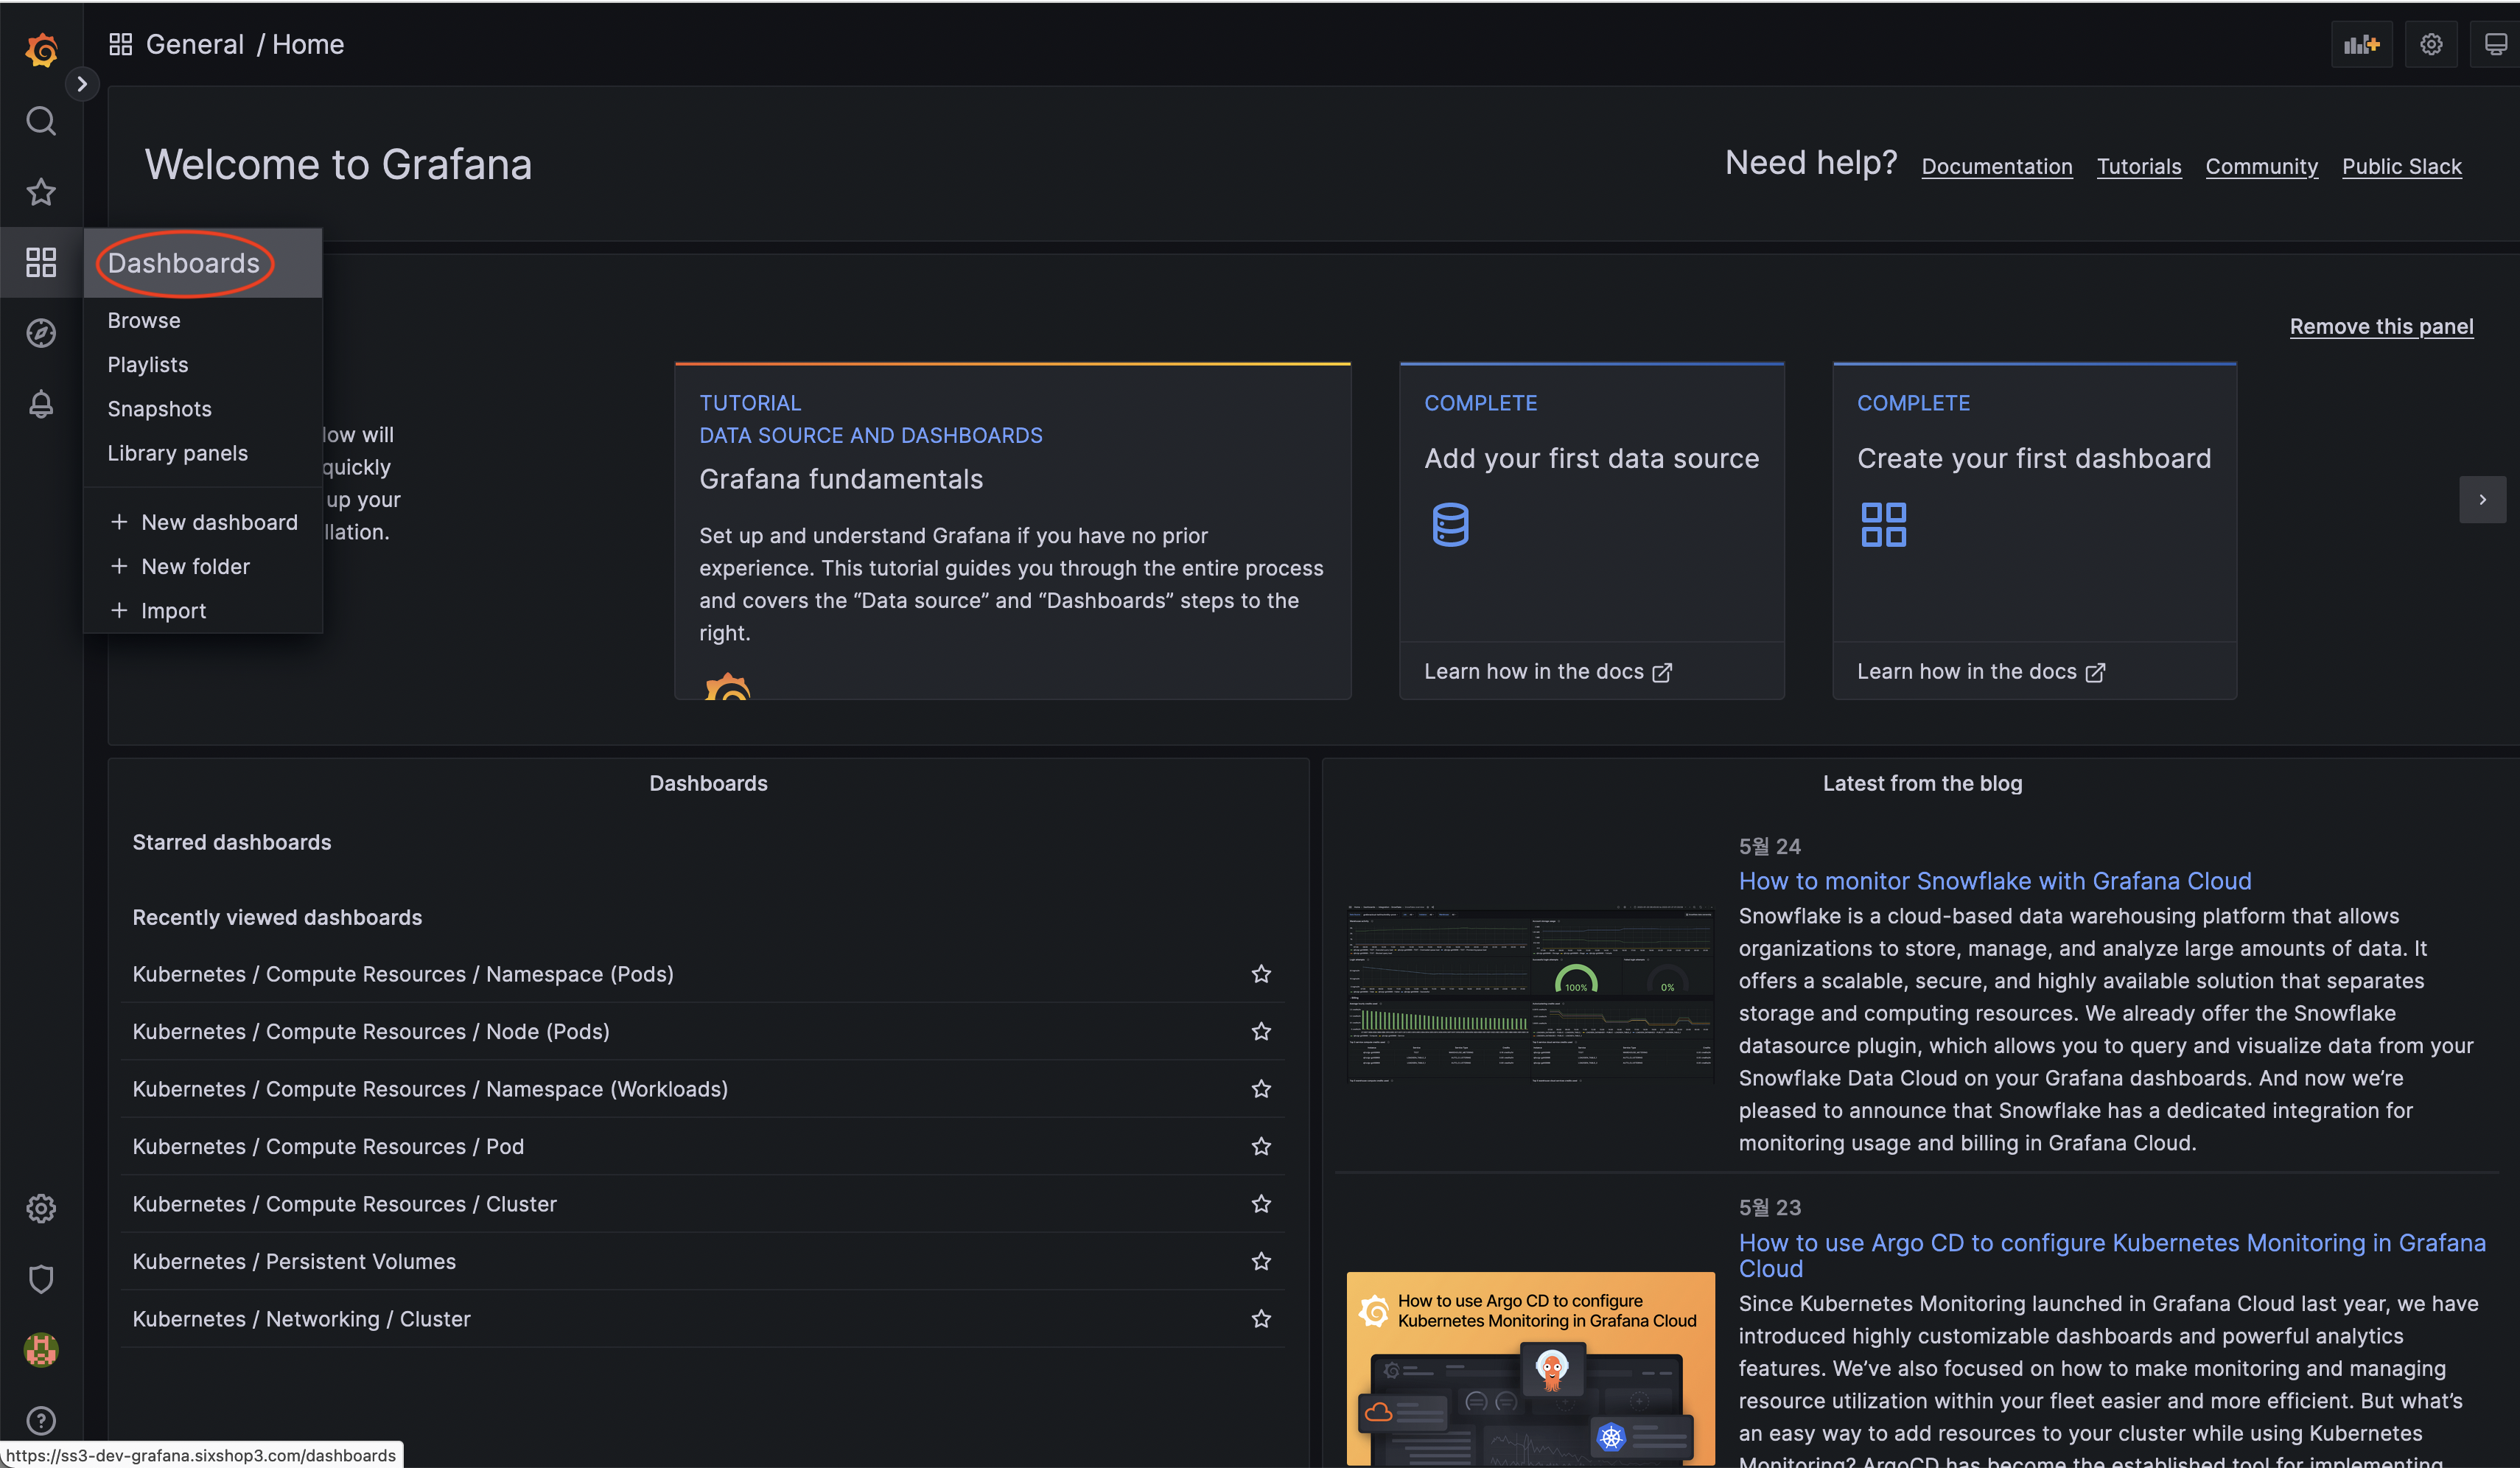 General / Home
Welcome to Grafana
Need help? Documentation Tutorials Community Public Slack
Dashboards
Browse
Playlists
Snapshots
Library panels
New dashboard
New folder
Import
low will
quickly
up your
llation.
Remove this panel
TUTORIAL
DATA SOURCE AND DASHBOARDS
Grafana fundamentals
Set up and understand Grafana if you have no prior
experience. This tutorial guides you through the entire process
and covers the “Data source” and “Dashboards” steps to the
right.
COMPLETE
Add your first data source
Learn how in the docs
COMPLETE
Create your first dashboard
Learn how in the docs
Dashboards
Starred dashboards
Recently viewed dashboards
Kubernetes / Compute Resources / Namespace (Pods)
Kubernetes / Compute Resources / Node (Pods)
Kubernetes / Compute Resources / Namespace (Workloads)
Kubernetes / Compute Resources / Pod
Kubernetes / Compute Resources / Cluster
Kubernetes / Persistent Volumes
Kubernetes / Networking / Cluster
Latest from the blog
5월 24
How to monitor Snowflake with Grafana Cloud
100%
0%
Snowflake is a cloud-based data warehousing platform that allows
organizations to store, manage, and analyze large amounts of data. It
offers a scalable, secure, and highly available solution that separates
storage and computing resources. We already offer the Snowflake
datasource plugin, which allows you to query and visualize data from your
Snowflake Data Cloud on your Grafana dashboards. And now we’re
pleased to announce that Snowflake has a dedicated integration for
monitoring usage and billing in Grafana Cloud.
5월 23
How to use Argo CD to configure Kubernetes Monitoring in Grafana
Cloud
How to use Argo CD to configure
Kubernetes Monitoring in Grafana Cloud
Since Kubernetes Monitoring launched in Grafana Cloud last year, we have
introduced highly customizable dashboards and powerful analytics
features. We’ve also focused on how to make monitoring and managing
resource utilization within your fleet easier and more efficient. But what’s
an easy way to add resources to your cluster while using Kubernetes
Monitoring? ArgoCD has become the established tool for implementing
https://ss3-dev-grafana.sixshop3.com/dashboards